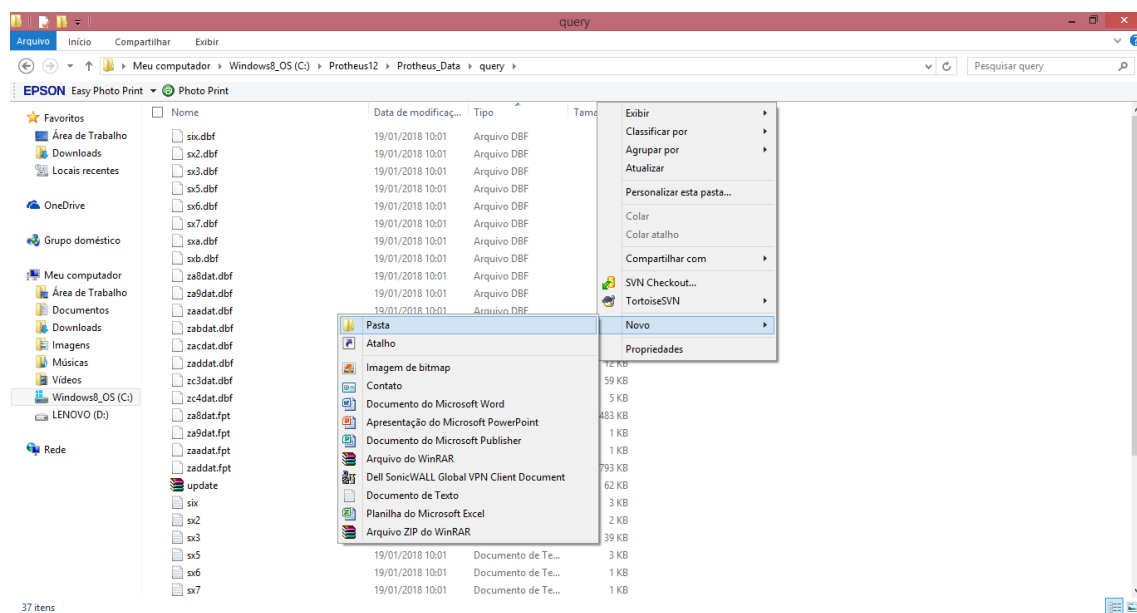 query
Arquivo Início Compartilhar Exibir
Meu computador Windows8_OS (C:) Protheus12 Protheus_Data query Pesquisar query
EPSON Easy Photo Print Photo Print
Favoritos
Área de Trabalho
Downloads
Locais recentes
OneDrive
Grupo doméstico
Meu computador
Área de Trabalho
Documentos
Downloads
Imagens
Músicas
Vídeos
Windows8_OS (C:)
LENOVO (D:)
Rede
Nome Data de modificaç... Tipo Tama
six.dbf 19/01/2018 10:01 Arquivo DBF
sx2.dbf 19/01/2018 10:01 Arquivo DBF
sx3.dbf 19/01/2018 10:01 Arquivo DBF
sx5.dbf 19/01/2018 10:01 Arquivo DBF
sx6.dbf 19/01/2018 10:01 Arquivo DBF
sx7.dbf 19/01/2018 10:01 Arquivo DBF
sxa.dbf 19/01/2018 10:01 Arquivo DBF
sxb.dbf 19/01/2018 10:01 Arquivo DBF
za8dat.dbf 19/01/2018 10:01 Arquivo DBF
za9dat.dbf 19/01/2018 10:01 Arquivo DBF
zaadat.dbf 19/01/2018 10:01 Arquivo DBF
zabdat.dbf
zacdat.dbf
zaddat.dbf 12 KB
zc3dat.dbf 59 KB
zc4dat.dbf 5 KB
za8dat.fpt 483 KB
za9dat.fpt 1 KB
zaadat.fpt 1 KB
zaddat.fpt 793 KB
update 62 KB
six 3 KB
sx2 2 KB
sx3 39 KB
sx5 19/01/2018 10:01 Documento de Te... 3 KB
sx6 19/01/2018 10:01 Documento de Te... 1 KB
sx7 19/01/2018 10:01 Documento de Te... 1 KB
Exibir
Classificar por
Agrupar por
Atualizar
Personalizar esta pasta...
Colar
Colar atalho
Compartilhar com
SVN Checkout...
TortoiseSVN
Novo
Propriedades
Pasta
Atalho
Imagem de bitmap
Contato
Documento do Microsoft Word
Apresentação do Microsoft PowerPoint
Documento do Microsoft Publisher
Arquivo do WinRAR
Dell SonicWALL Global VPN Client Document
Documento de Texto
Planilha do Microsoft Excel
Arquivo ZIP do WinRAR
37 itens